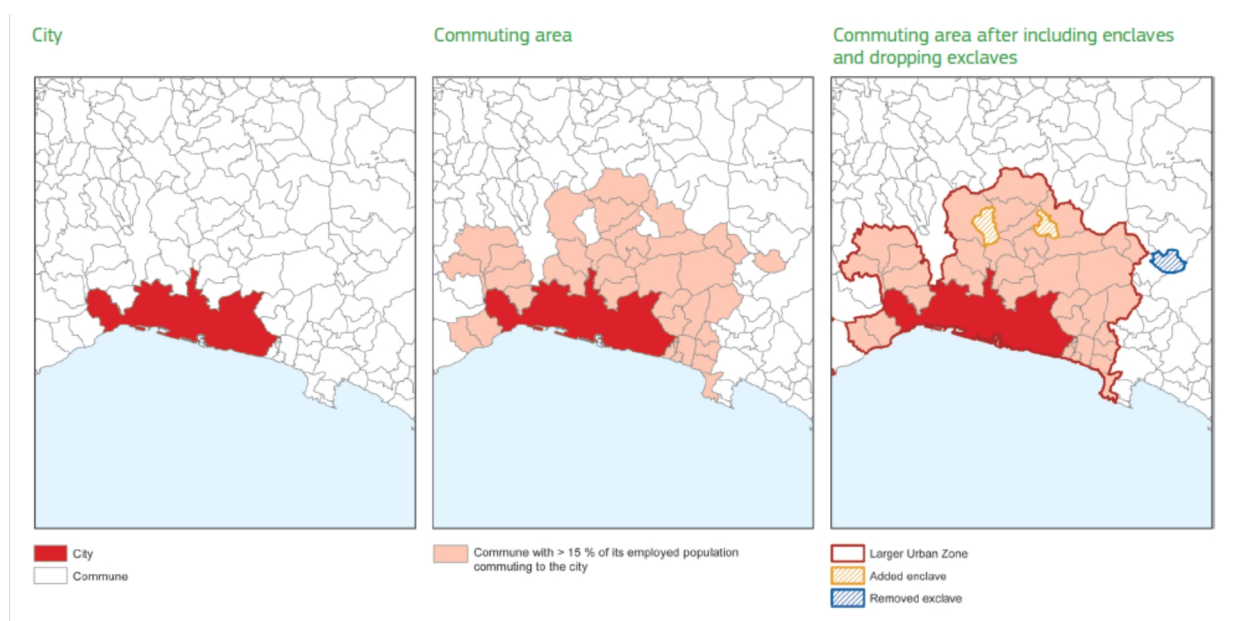 City
Commuting area
Commuting area after including enclaves
and dropping exclaves
City
Commune
Commune with > 15 % of its employed population
commuting to the city
Larger Urban Zone
Added enclave
Removed exclave